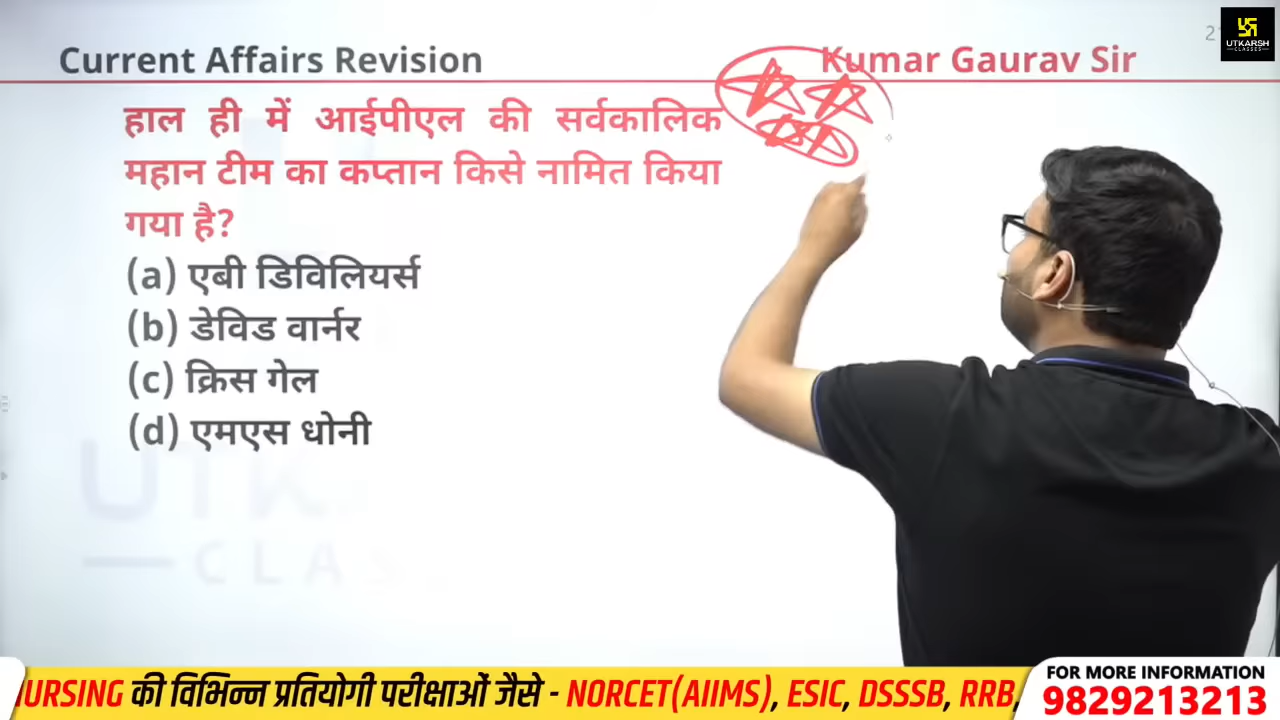 UTKARSH
CLASSES
Current Affairs Revision
Kumar Gaurav Sir
हाल ही में आईपीएल की सर्वकालिक
महान टीम का कप्तान किसे नामित किया
गया है?
(a) एबी डिविलियर्स
(b) डेविड वार्नर
(c) क्रिस गेल
(d) एमएस धोनी
की विभिन्न प्रतियोगी परीक्षाओं जैसे - NORCET(AIIMS), ESIC, DSSSB, RRB,
FOR MORE INFORMATION
9829213213